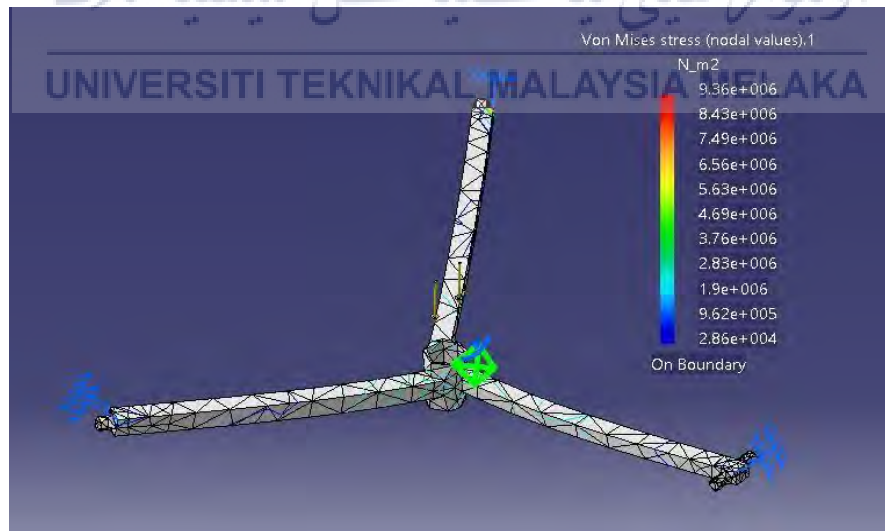 Von Mises stress (nodal values).1
N_m2
UNIVERSITI TEKNIKAL MALAYSIA MELAKA
9.36e+006
8.43e+006
7.49e+006
6.56e+006
5.63e+006
4.69e+006
3.76e+006
2.83e+006
1.9e+006
9.62e+005
2.86e+004
On Boundary